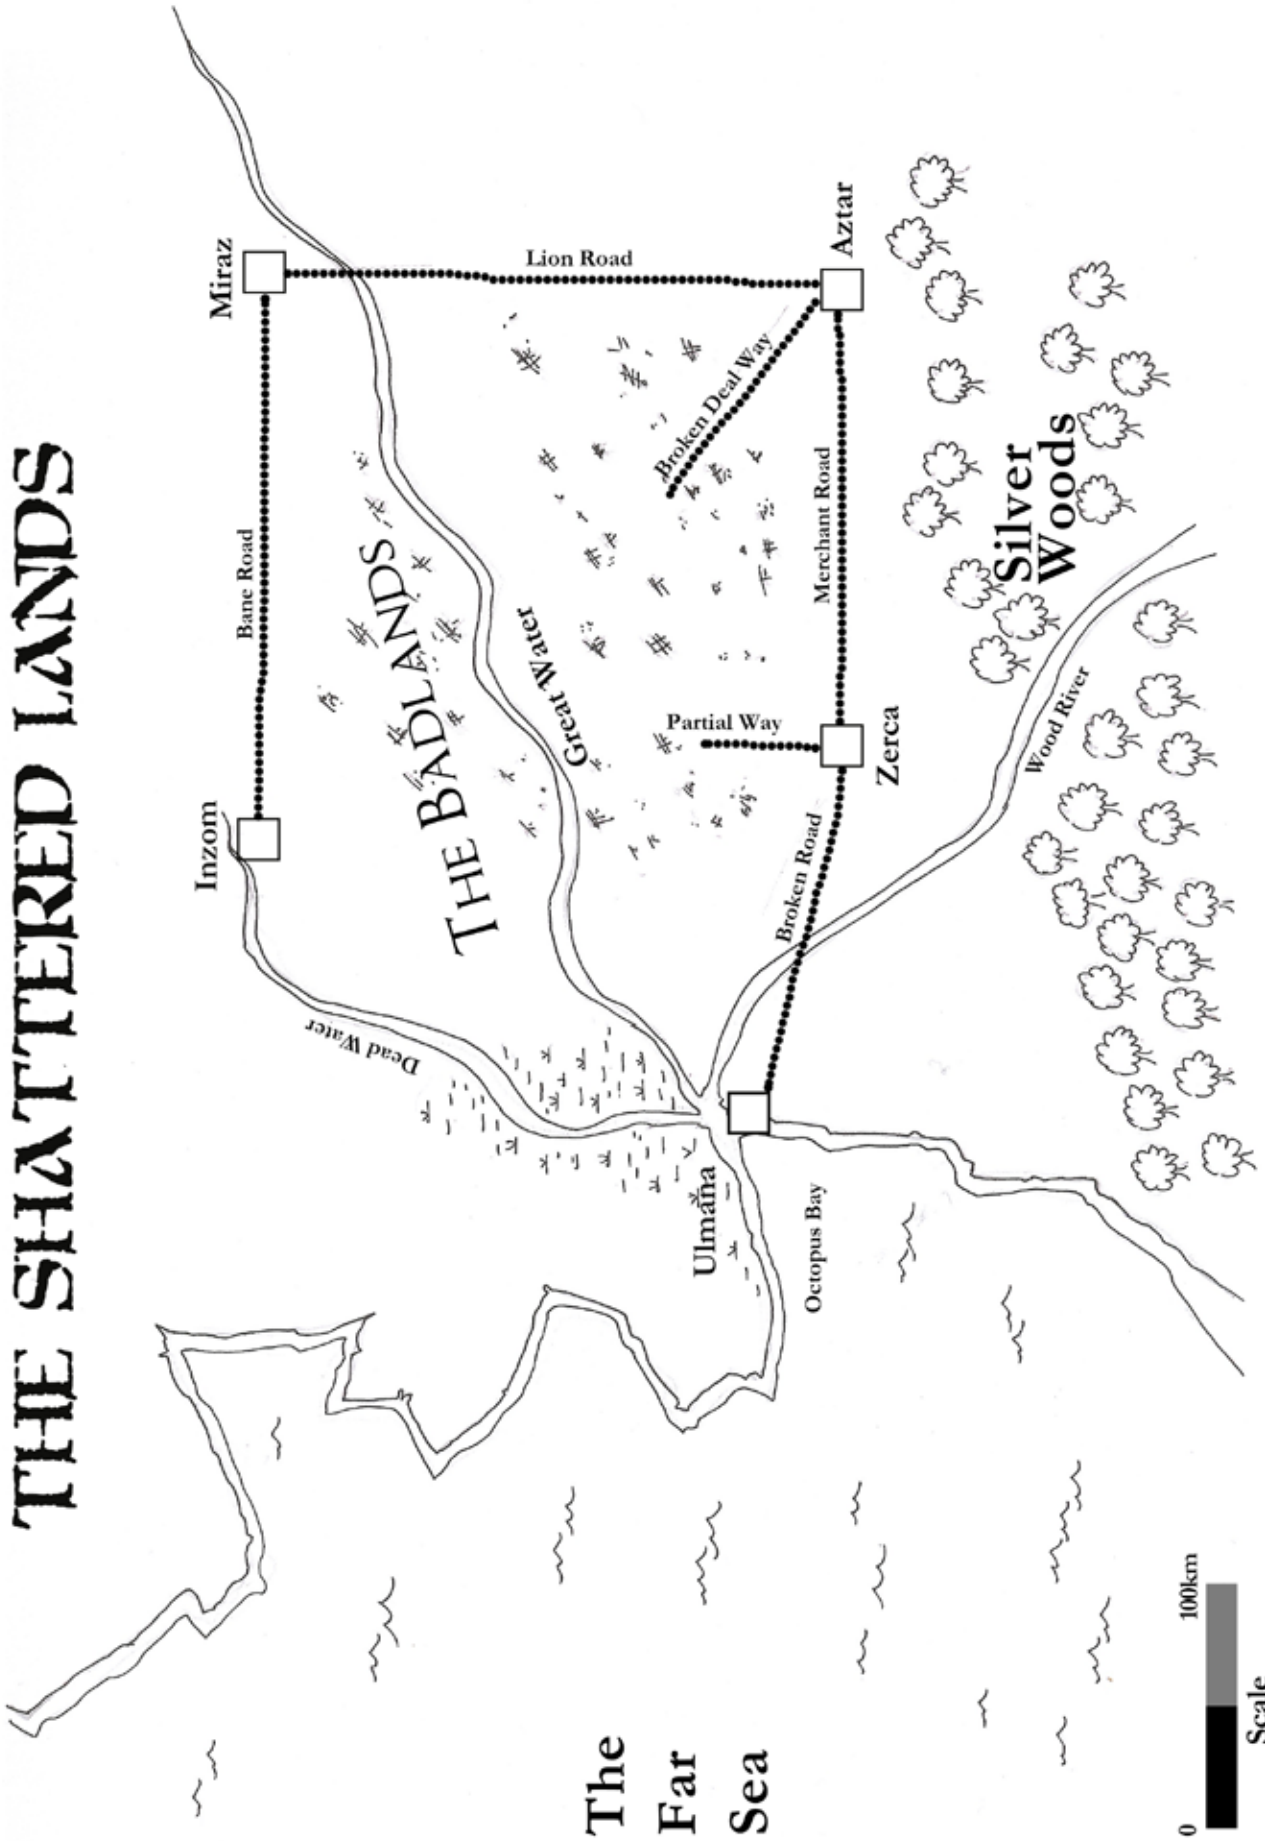 THE SHATTERED LANDS
Miraz
Bane Road
Inzom
Lion Road
THE BADLANDS
Great Water
Dead Water
Broken Deal Way
Aztar
Merchant Road
Partial Way
Zerca
Broken Road
Silver
Woods
Wood River
Ulmana
Octopus Bay
The
Far
Sea
0
100km
Scale